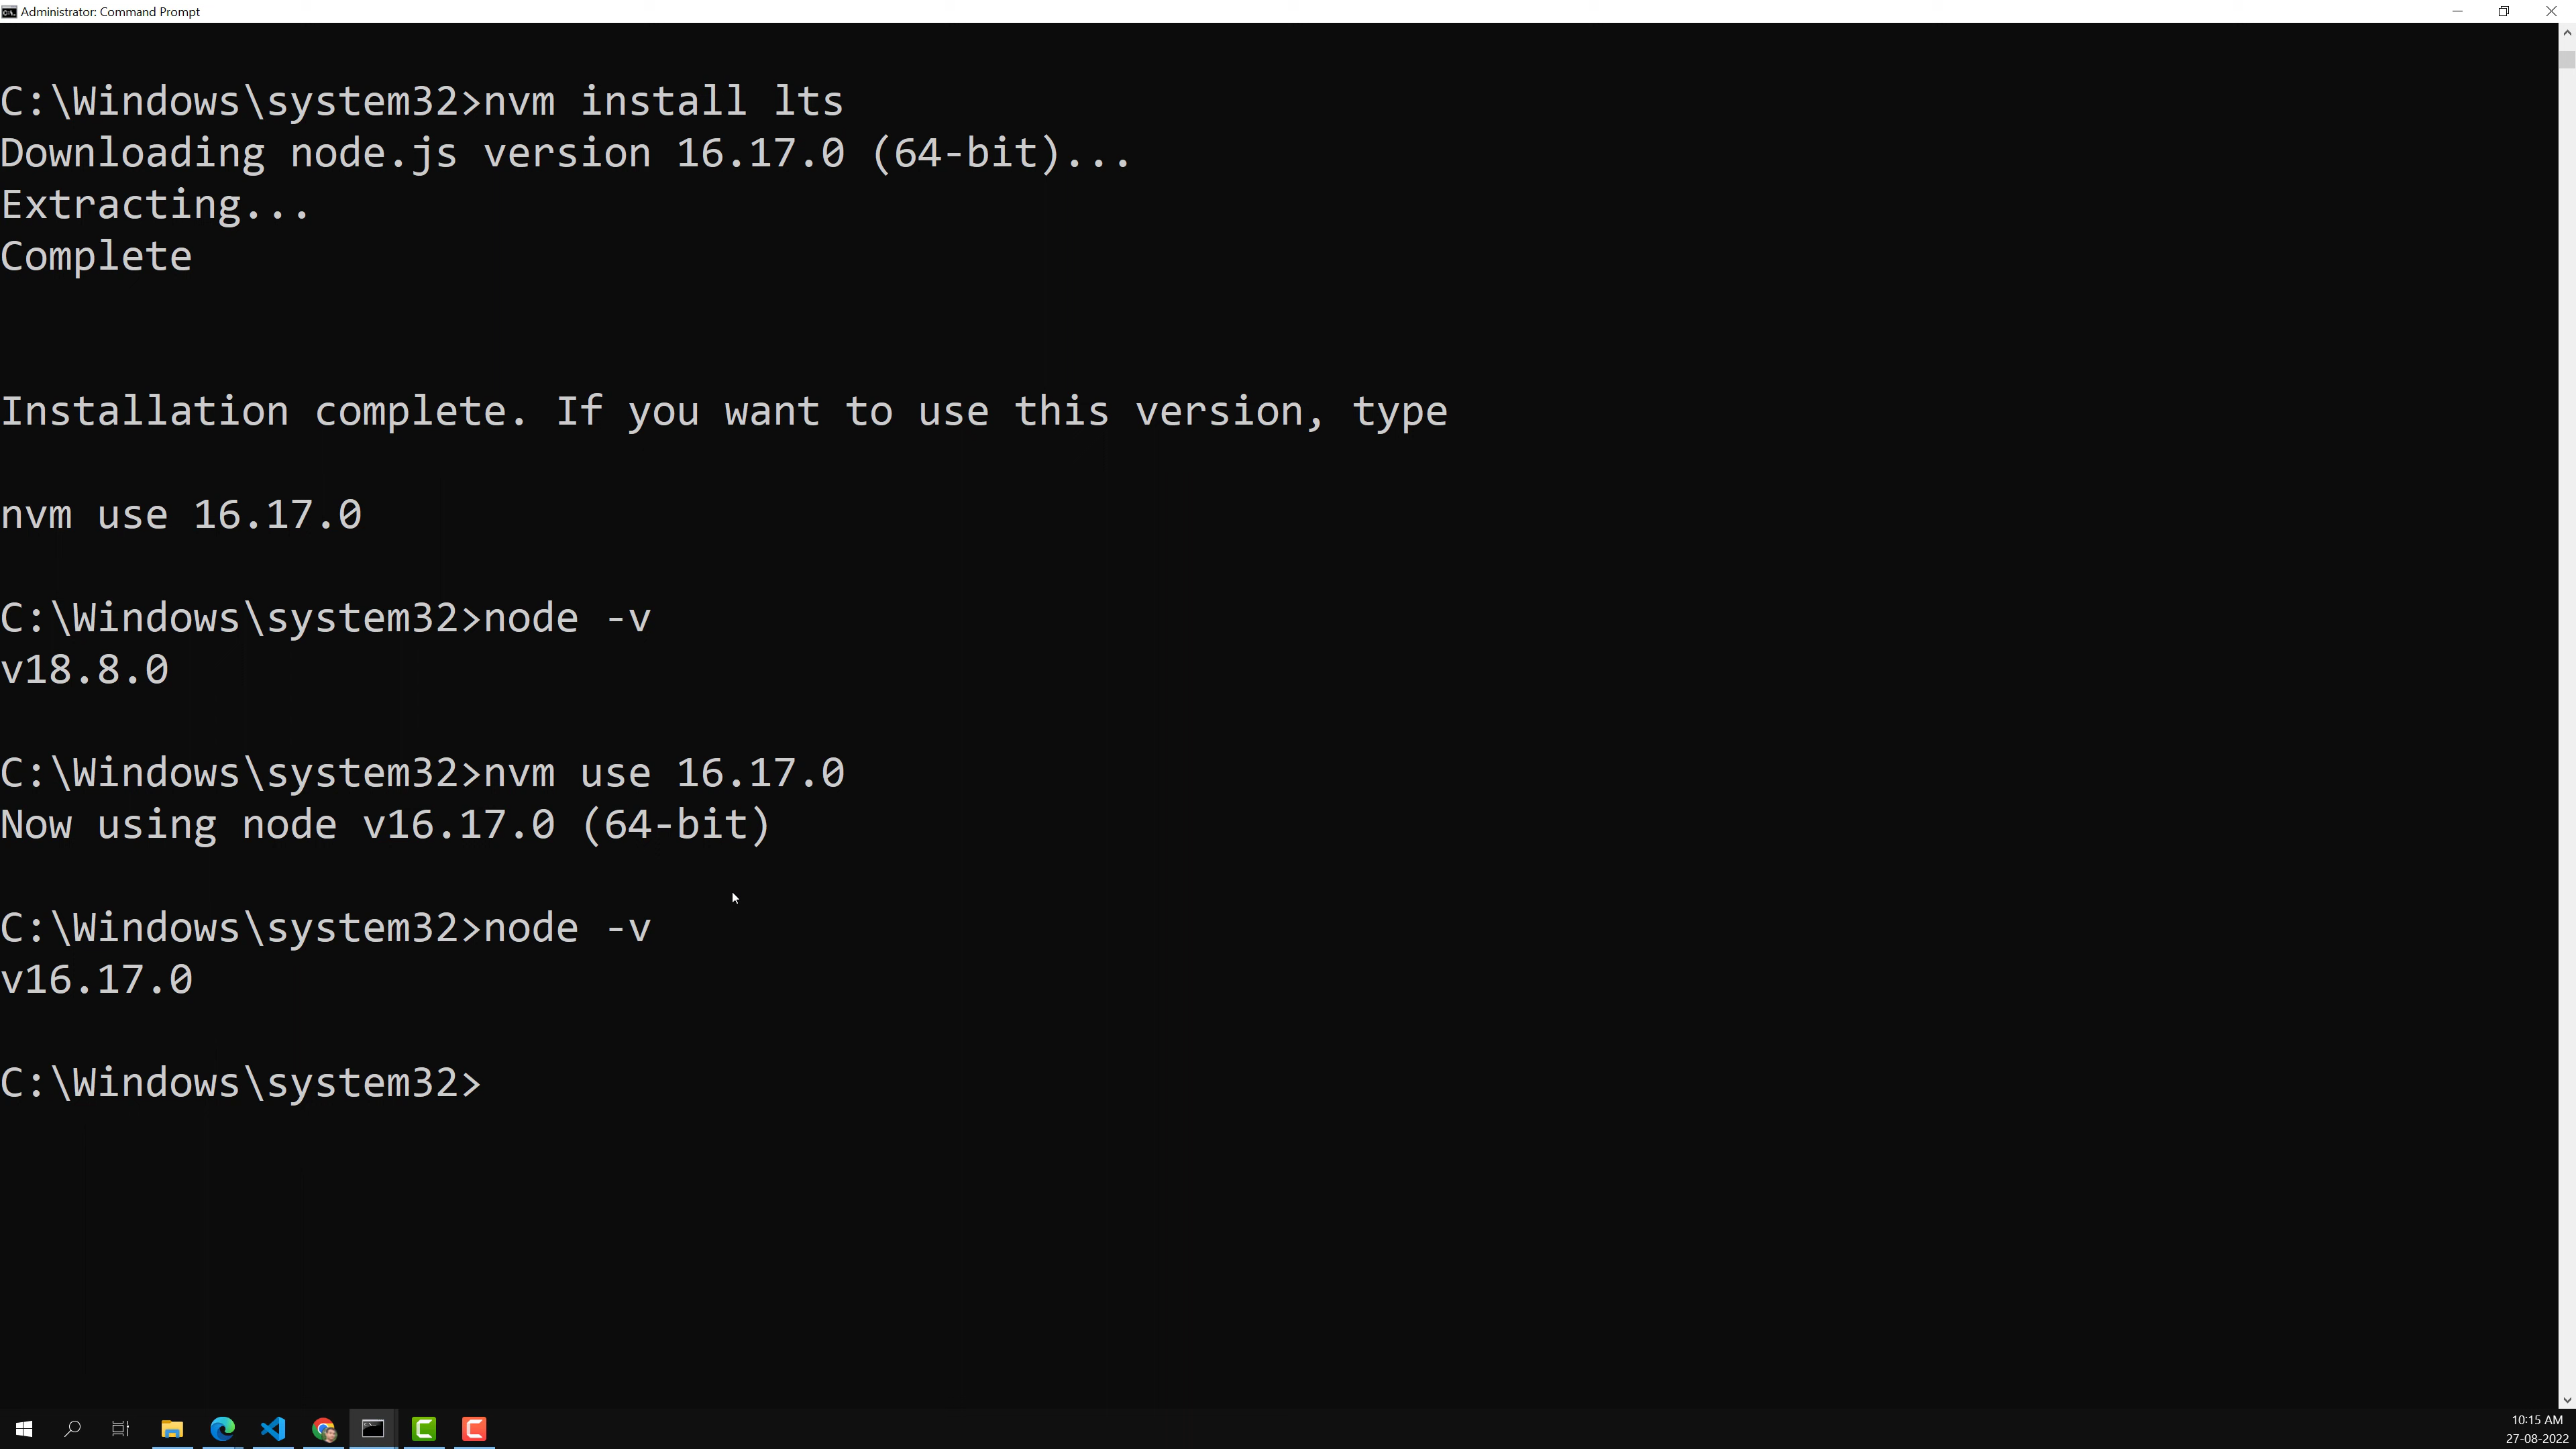 Administrator: Command Prompt
C:\Windows\system32>nvm install lts
Downloading node.js version 16.17.0 (64-bit)...
Extracting...
Complete
Installation complete. If you want to use this version, type
nvm use 16.17.0
C:\Windows\system32>node -v
v18.8.0
C:\Windows\system32>nvm use 16.17.0
Now using node v16.17.0 (64-bit)
C:\Windows\system32>node -v
v16.17.0
C:\Windows\system32>
10:15 AM
27-08-2022